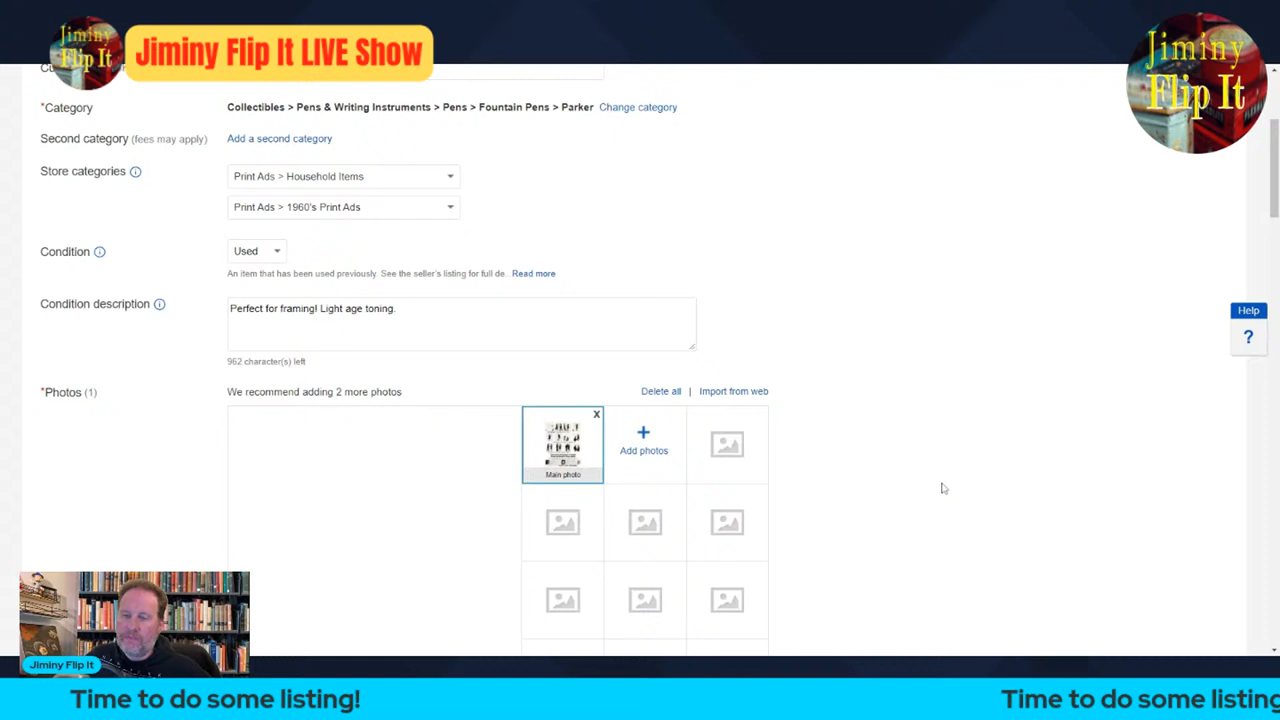 Jiminy Flip It
Jiminy Flip It LIVE Show
Jiminy Flip It
*Category
Collectibles > Pens & Writing Instruments > Pens > Fountain Pens > Parker Change category
Second category (fees may apply)
Add a second category
Store categories
Print Ads > Household Items
Print Ads > 1960's Print Ads
Condition
Used
An item that has been used previously. See the seller's listing for full de... Read more
Condition description
Perfect for framing! Light age toning.
962 character(s) left
*Photos (1)
We recommend adding 2 more photos
Delete all | Import from web
X
Main photo
+
Add photos
Help
?
Jiminy Flip It
Time to do some listing!
Time to do some listing